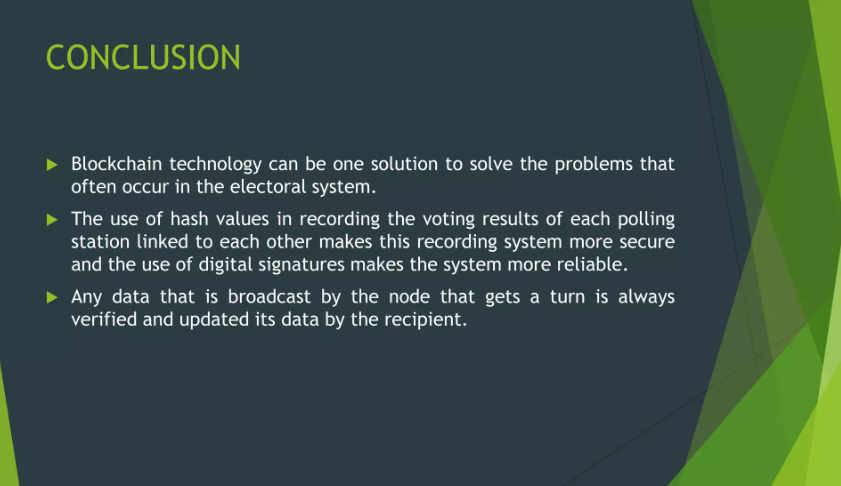 CONCLUSION
Blockchain technology can be one solution to solve the problems that
often occur in the electoral system.
The use of hash values in recording the voting results of each polling
station linked to each other makes this recording system more secure
and the use of digital signatures makes the system more reliable.
Any data that is broadcast by the node that gets a turn is always
verified and updated its data by the recipient.